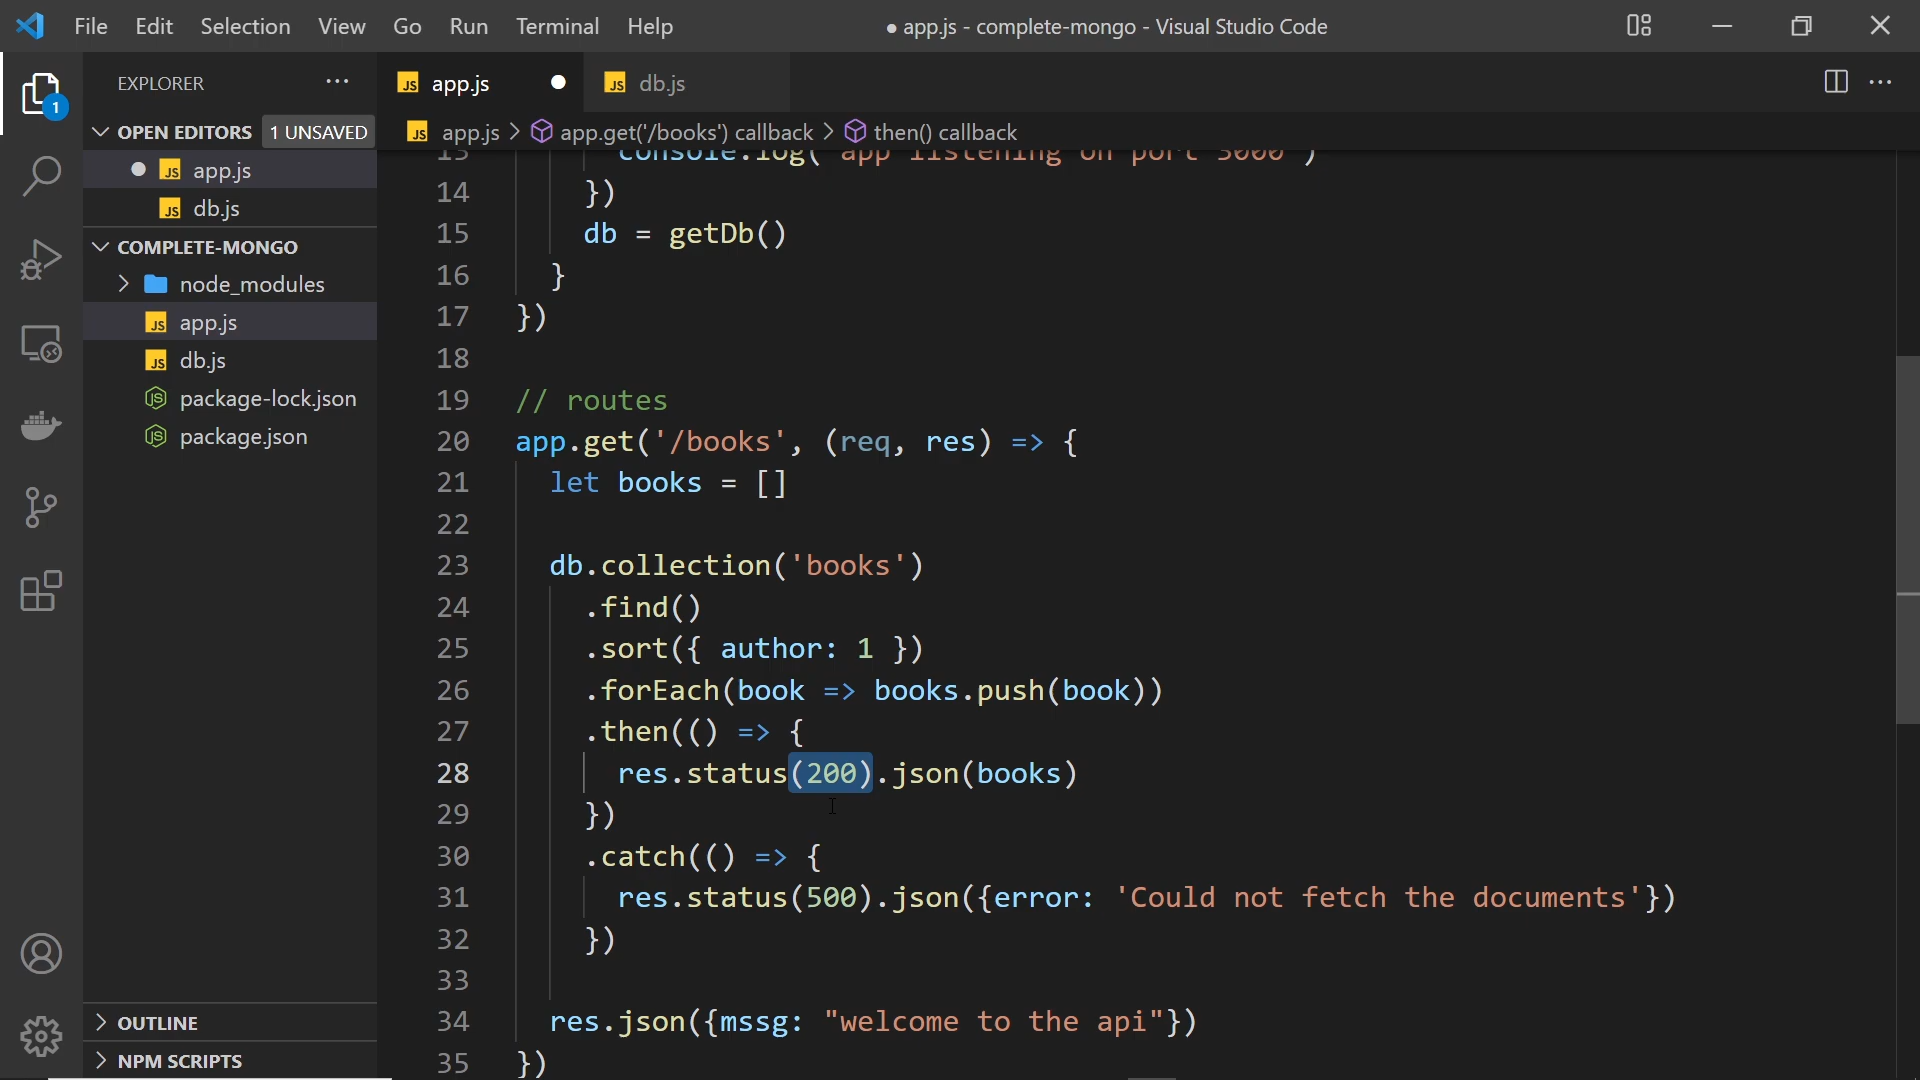 File Edit Selection View Go Run Terminal Help
● app.js - complete-mongo - Visual Studio Code
EXPLORER
JS app.js
JS db.js
1
OPEN EDITORS 1 UNSAVED
JS app.js > app.get('/books') callback > then() callback
JS app.js
JS db.js
COMPLETE-MONGO
node_modules
JS app.js
JS db.js
package-lock.json
package.json
OUTLINE
NPM SCRIPTS
13 console.log('app listening on port 3000')
14 })
15 db = getDb()
16 }
17 })
18
19 // routes
20 app.get('/books', (req, res) => {
21 let books = []
22
23 db.collection('books')
24 .find()
25 .sort({ author: 1 })
26 .forEach(book => books.push(book))
27 .then(() => {
28 res.status(200).json(books)
29 })
30 .catch(() => {
31 res.status(500).json({error: 'Could not fetch the documents'})
32 })
33
34 res.json({mssg: "welcome to the api"})
35 })